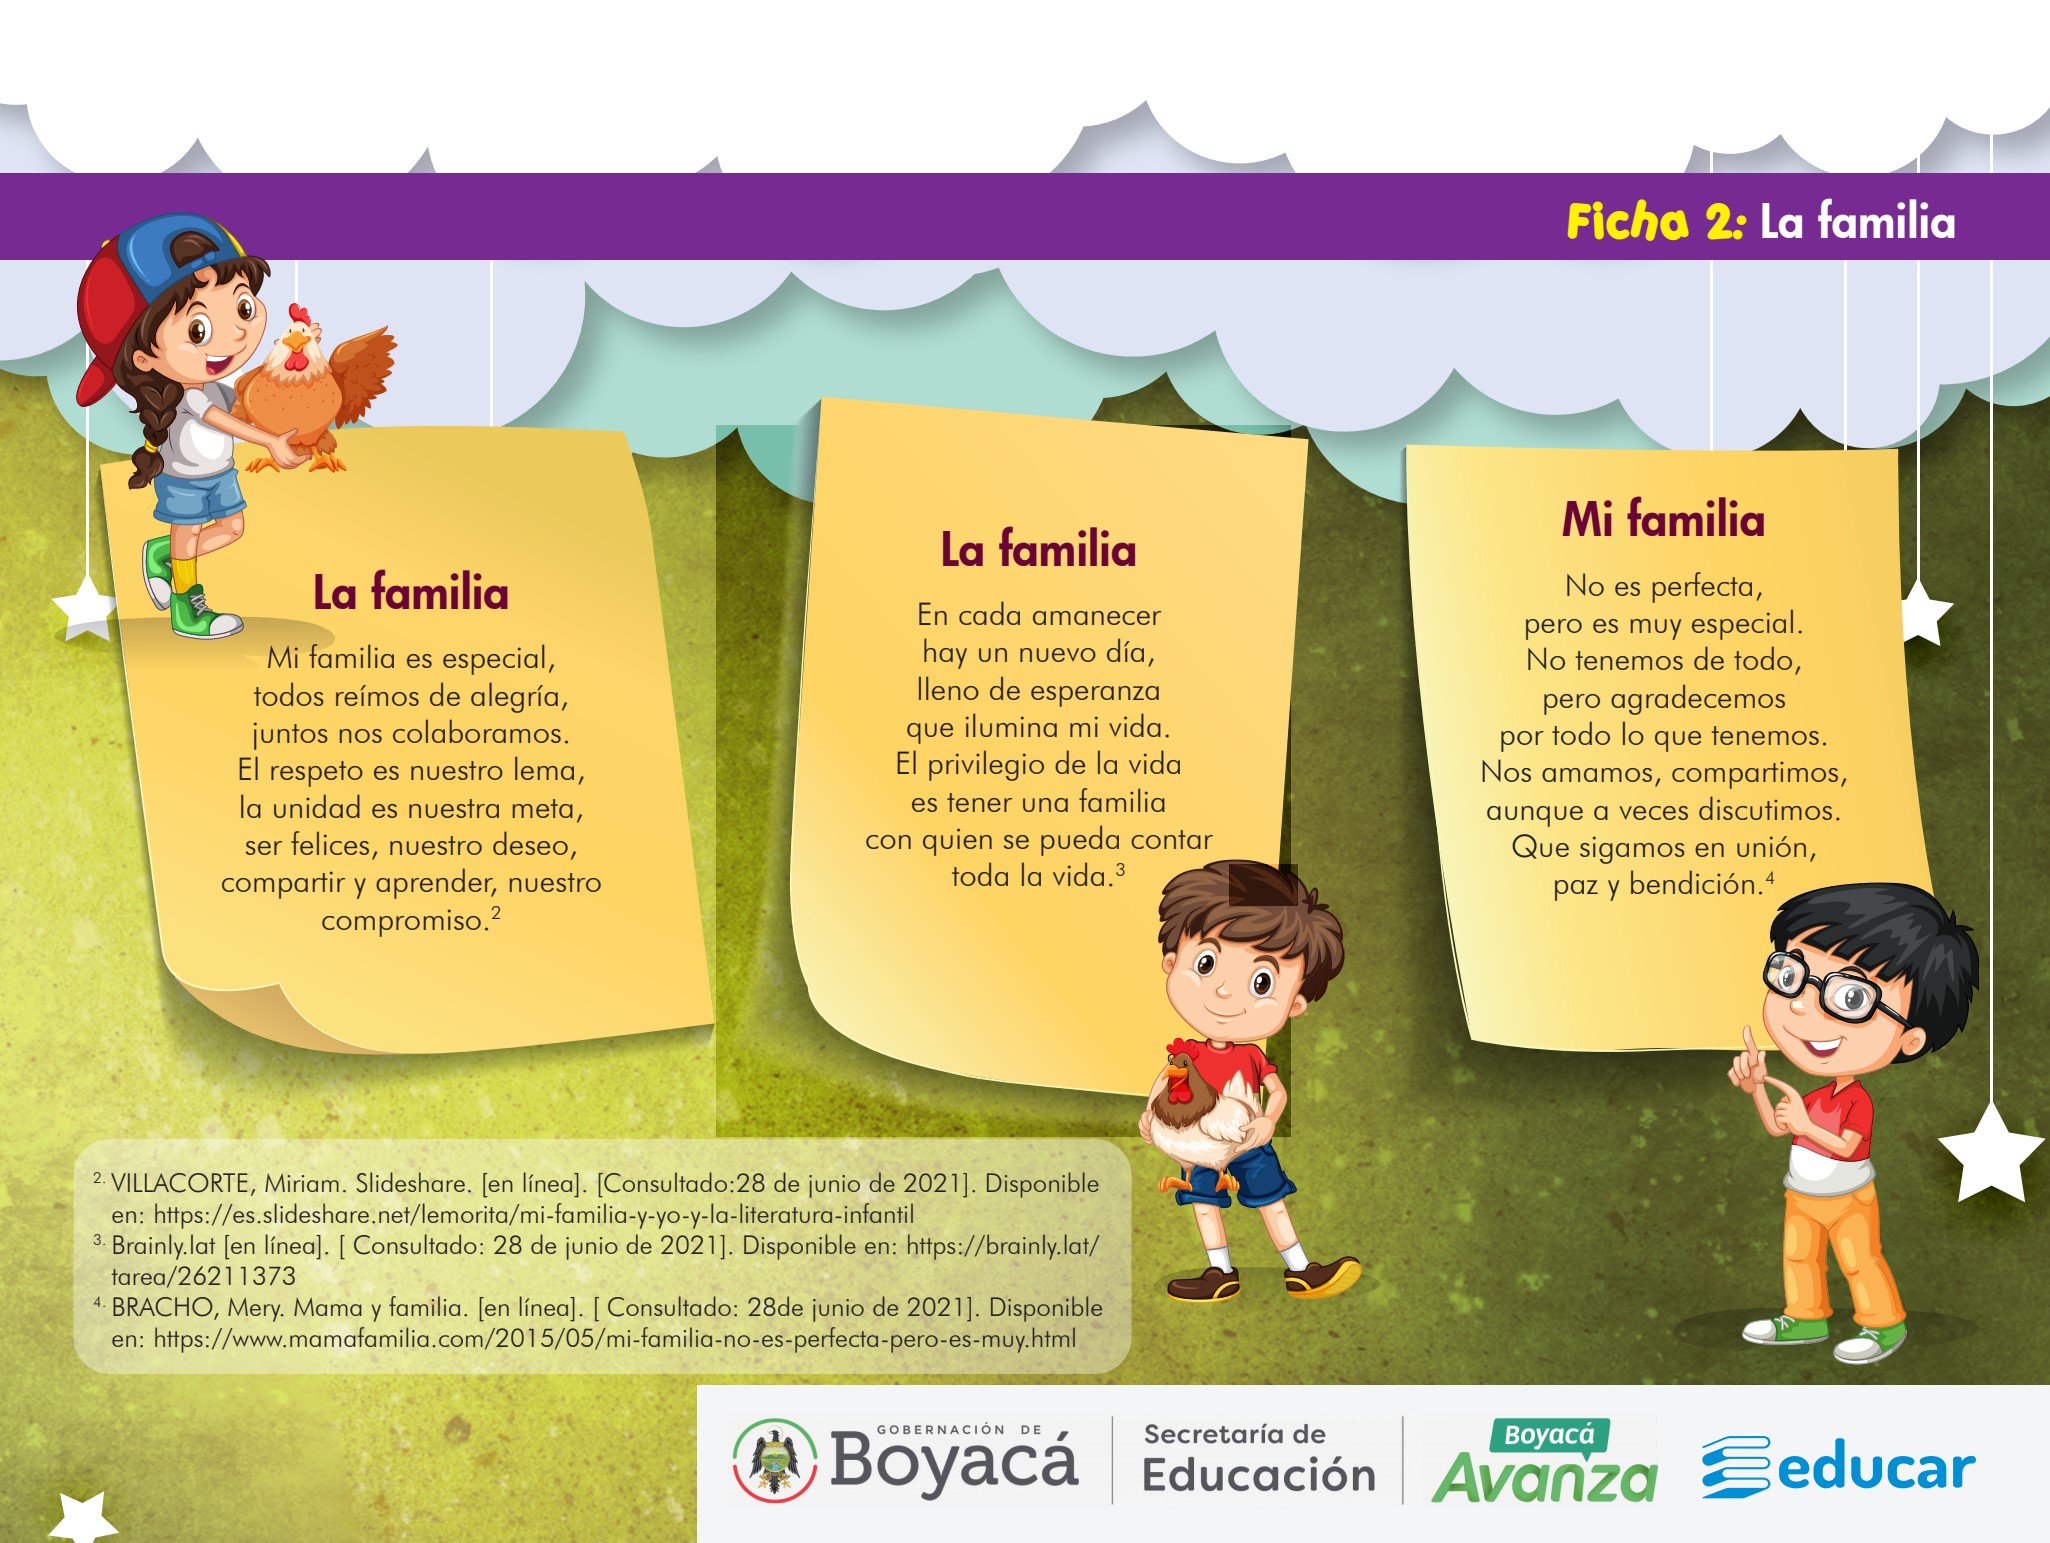 Ficha 2: La familia
La familia
Mi familia es especial,
todos reímos de alegría,
juntos nos colaboramos.
El respeto es nuestro lema,
la unidad es nuestra meta,
ser felices, nuestro deseo,
compartir y aprender, nuestro
compromiso.2
La familia
En cada amanecer
hay un nuevo día,
lleno de esperanza
que ilumina mi vida.
El privilegio de la vida
es tener una familia
con quien se pueda contar
toda la vida.3
Mi familia
No es perfecta,
pero es muy especial.
No tenemos de todo,
pero agradecemos
por todo lo que tenemos.
Nos amamos, compartimos,
aunque a veces discutimos.
Que sigamos en unión,
paz y bendición.4
2. VILLACORTE, Miriam. Slideshare. [en línea]. [Consultado:28 de junio de 2021]. Disponible
en: https://es.slideshare.net/lemorita/mi-familia-y-yo-y-la-literatura-infantil
3. Brainly.lat [en línea]. [ Consultado: 28 de junio de 2021]. Disponible en: https://brainly.lat/
tarea/26211373
4. BRACHO, Mery. Mama y familia. [en línea]. [ Consultado: 28de junio de 2021]. Disponible
en: https://www.mamafamilia.com/2015/05/mi-familia-no-es-perfecta-pero-es-muy.html
GOBERNACIÓN DE
Boyacá
Secretaría de
Educación
Boyacá
Avanza
educar